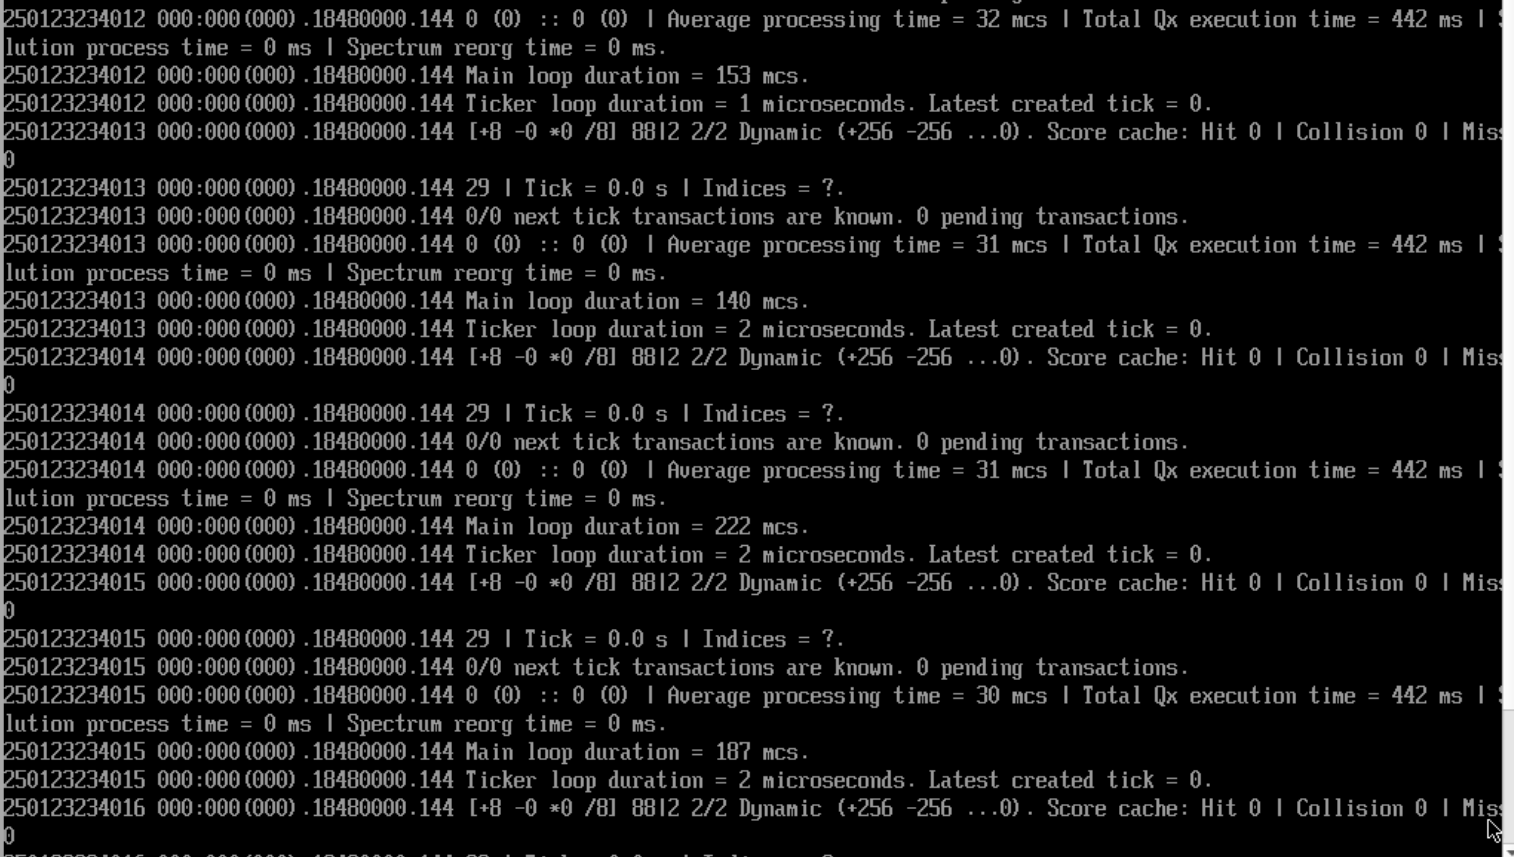 250123234012 000:000(000).18480000.144 0 (0) :: 0 (0) | Average processing time = 32 mcs | Total Qx execution time = 442 ms |
lution process time = 0 ms | Spectrum reorg time = 0 ms.
250123234012 000:000(000).18480000.144 Main loop duration = 153 mcs.
250123234012 000:000(000).18480000.144 Ticker loop duration = 1 microseconds. Latest created tick = 0.
250123234013 000:000(000).18480000.144 [+8 -0 *0 /8] 88|2 2/2 Dynamic (+256 -256 ...0). Score cache: Hit 0 | Collision 0 | Miss
0
250123234013 000:000(000).18480000.144 29 | Tick = 0.0 s | Indices = ?.
250123234013 000:000(000).18480000.144 0/0 next tick transactions are known. 0 pending transactions.
250123234013 000:000(000).18480000.144 0 (0) :: 0 (0) | Average processing time = 31 mcs | Total Qx execution time = 442 ms |
lution process time = 0 ms | Spectrum reorg time = 0 ms.
250123234013 000:000(000).18480000.144 Main loop duration = 140 mcs.
250123234013 000:000(000).18480000.144 Ticker loop duration = 2 microseconds. Latest created tick = 0.
250123234014 000:000(000).18480000.144 [+8 -0 *0 /8] 88|2 2/2 Dynamic (+256 -256 ...0). Score cache: Hit 0 | Collision 0 | Miss
0
250123234014 000:000(000).18480000.144 29 | Tick = 0.0 s | Indices = ?.
250123234014 000:000(000).18480000.144 0/0 next tick transactions are known. 0 pending transactions.
250123234014 000:000(000).18480000.144 0 (0) :: 0 (0) | Average processing time = 31 mcs | Total Qx execution time = 442 ms |
lution process time = 0 ms | Spectrum reorg time = 0 ms.
250123234014 000:000(000).18480000.144 Main loop duration = 222 mcs.
250123234014 000:000(000).18480000.144 Ticker loop duration = 2 microseconds. Latest created tick = 0.
250123234015 000:000(000).18480000.144 [+8 -0 *0 /8] 88|2 2/2 Dynamic (+256 -256 ...0). Score cache: Hit 0 | Collision 0 | Miss
0
250123234015 000:000(000).18480000.144 29 | Tick = 0.0 s | Indices = ?.
250123234015 000:000(000).18480000.144 0/0 next tick transactions are known. 0 pending transactions.
250123234015 000:000(000).18480000.144 0 (0) :: 0 (0) | Average processing time = 30 mcs | Total Qx execution time = 442 ms |
lution process time = 0 ms | Spectrum reorg time = 0 ms.
250123234015 000:000(000).18480000.144 Main loop duration = 187 mcs.
250123234015 000:000(000).18480000.144 Ticker loop duration = 2 microseconds. Latest created tick = 0.
250123234016 000:000(000).18480000.144 [+8 -0 *0 /8] 88|2 2/2 Dynamic (+256 -256 ...0). Score cache: Hit 0 | Collision 0 | Miss
0